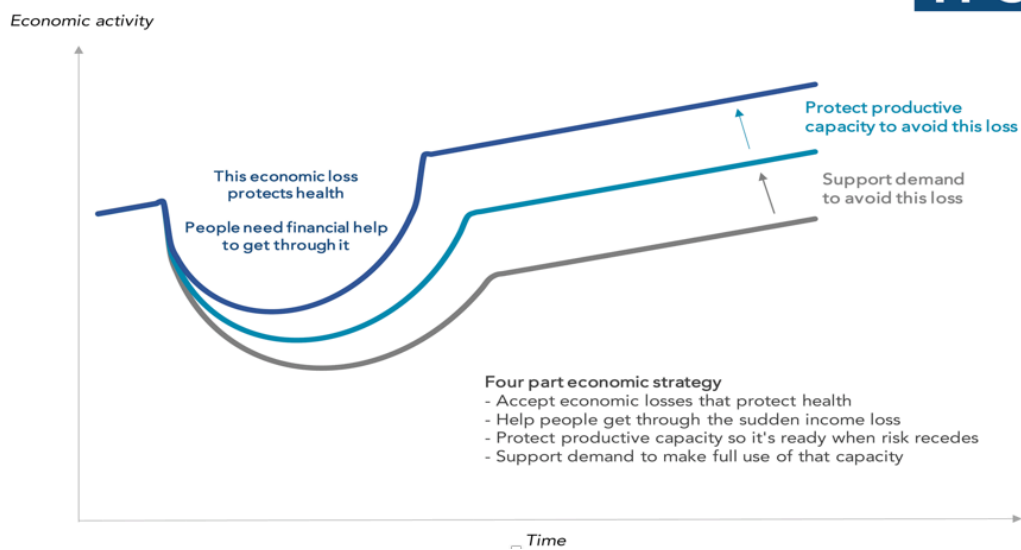 Economic activity
This economic loss
protects health
People need financial help
to get through it
Protect productive
capacity to avoid this loss
Support demand
to avoid this loss
Four part economic strategy
- Accept economic losses that protect health
- Help people get through the sudden income loss
- Protect productive capacity so it's ready when risk recedes
- Support demand to make full use of that capacity
Time